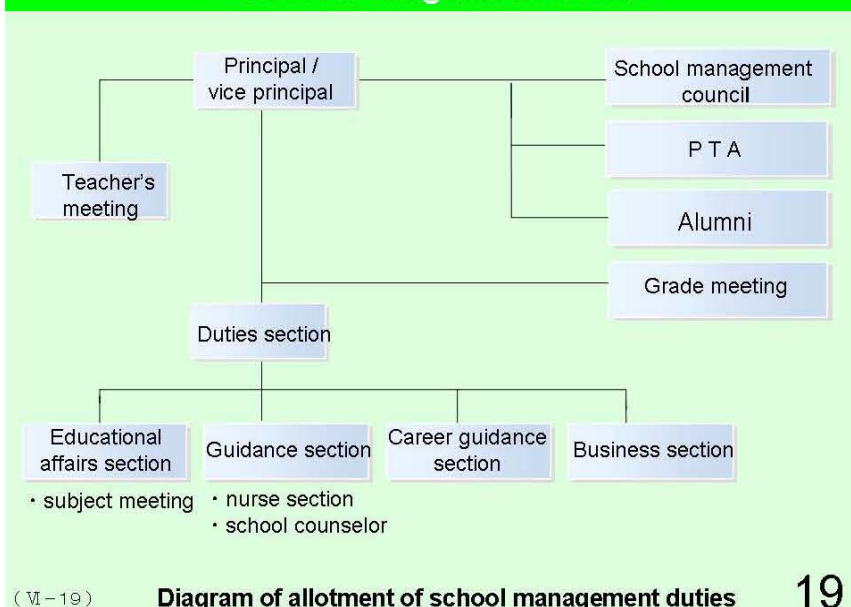 Principal /
vice principal
School management
council
P T A
Teacher's
meeting
Alumni
Grade meeting
Duties section
Educational
affairs section
Guidance section
Career guidance
section
Business section
・subject meeting
・nurse section
・school counselor
(Ⅵ－19)
Diagram of allotment of school management duties
19